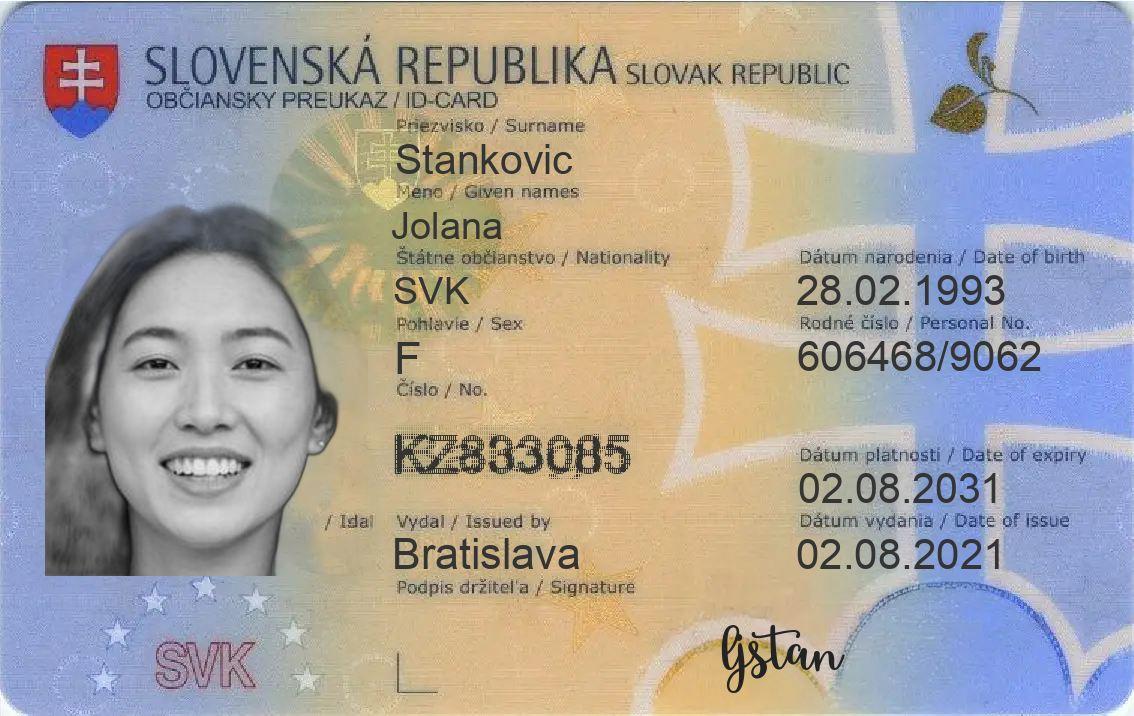 SLOVENSKÁ REPUBLIKA SLOVAK REPUBLIC
OBČIANSKY PREUKAZ / ID-CARD
Priezvisko / Surname
Stankovic
Meno / Given names
Jolana
Štátne občianstvo / Nationality
SVK
Dátum narodenia / Date of birth
28.02.1993
Pohlavie / Sex
F
Rodné číslo / Personal No.
606468/9062
Číslo / No.
KZ833085
Dátum platnosti / Date of expiry
02.08.2031
Vydal / Issued by
Bratislava
Dátum vydania / Date of issue
02.08.2021
Podpis držiteľa / Signature
SVK